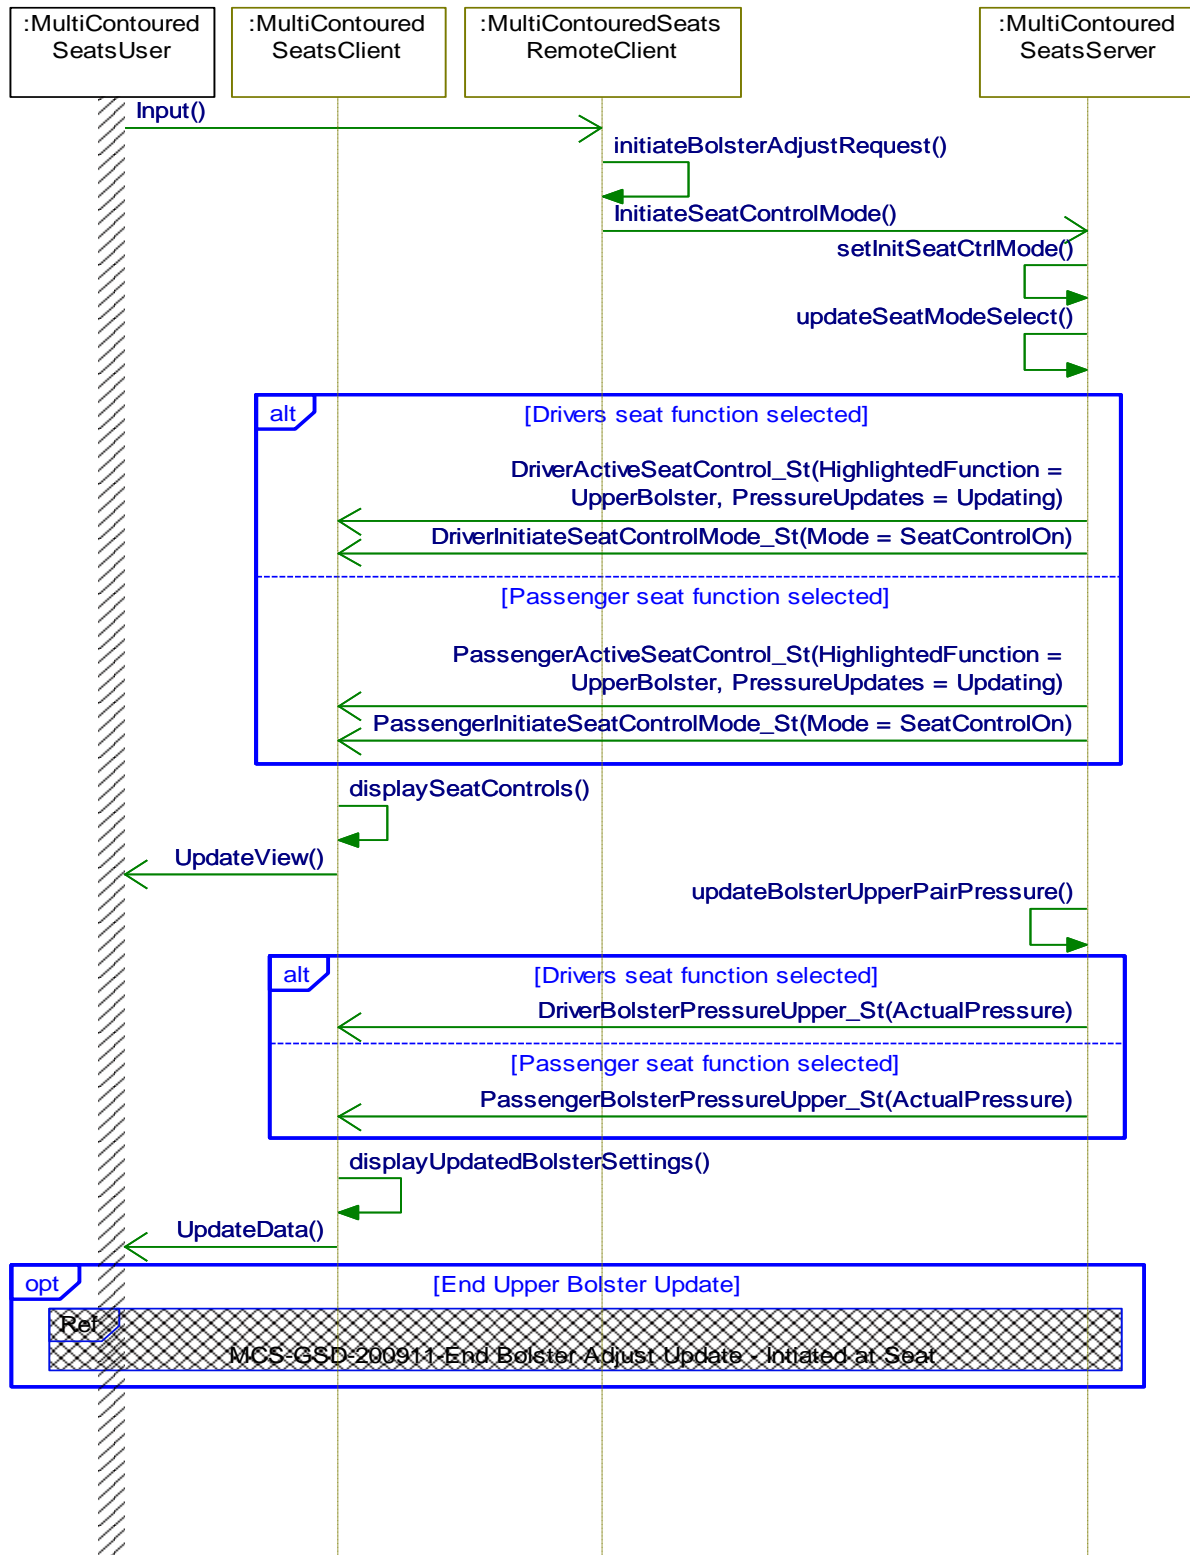 :MultiContoured
SeatsUser
:MultiContoured
SeatsClient
:MultiContouredSeats
RemoteClient
:MultiContoured
SeatsServer
Input()
initiateBolsterAdjustRequest()
InitiateSeatControlMode()
setInitSeatCtrlMode()
updateSeatModeSelect()
alt
[Drivers seat function selected]
DriverActiveSeatControl_St(HighlightedFunction =
UpperBolster, PressureUpdates = Updating)
DriverInitiateSeatControlMode_St(Mode = SeatControlOn)
[Passenger seat function selected]
PassengerActiveSeatControl_St(HighlightedFunction =
UpperBolster, PressureUpdates = Updating)
PassengerInitiateSeatControlMode_St(Mode = SeatControlOn)
displaySeatControls()
UpdateView()
updateBolsterUpperPairPressure()
alt
[Drivers seat function selected]
DriverBolsterPressureUpper_St(ActualPressure)
[Passenger seat function selected]
PassengerBolsterPressureUpper_St(ActualPressure)
displayUpdatedBolsterSettings()
UpdateData()
opt
[End Upper Bolster Update]
Ref
MCS-GSD-200911-End Bolster Adjust Update - Intiated at Seat